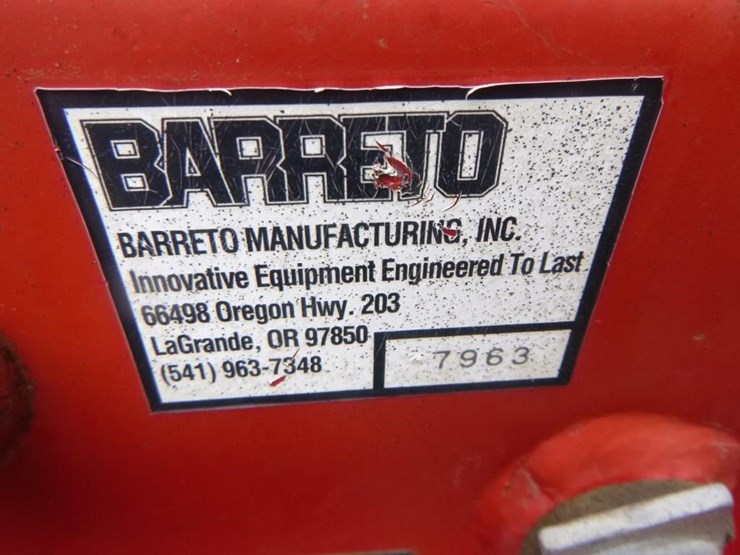 BARRETO
BARRETO MANUFACTURING, INC.
Innovative Equipment Engineered To Last
66498 Oregon Hwy. 203
LaGrande, OR 97850
(541) 963-7348
7963